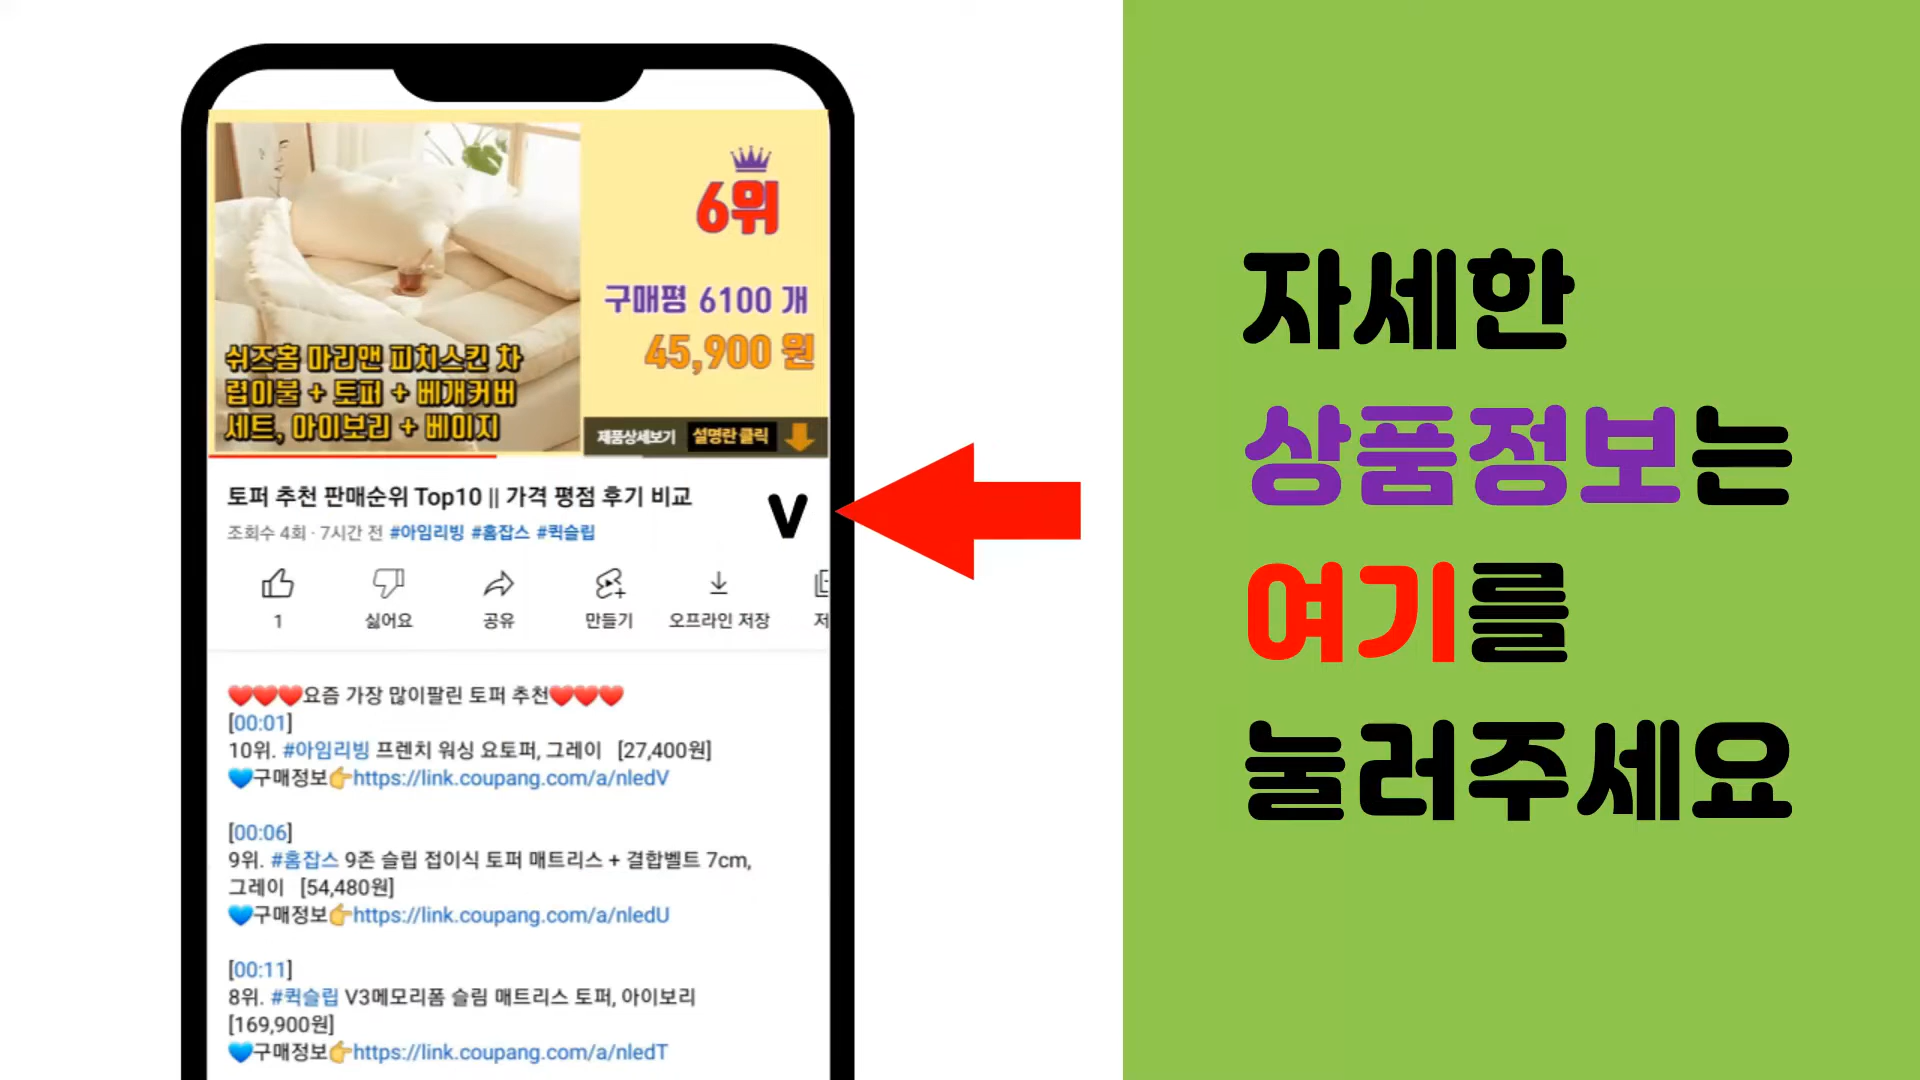 6위
구매평 6100 개
45,900 원
쉬즈홈 마리앤 피치스킨 차
렵이불 + 토퍼 + 베개커버
세트, 아이보리 + 베이지
제품상세보기 설명란 클릭
토퍼 추천 판매순위 Top10 || 가격 평점 후기 비교
V
조회수 4회 · 7시간 전 #아임리빙 #홈잡스 #퀵슬립
1 싫어요 공유 만들기 오프라인 저장 저
❤️❤️❤️요즘 가장 많이팔린 토퍼 추천❤️❤️❤️
[00:01]
10위. #아임리빙 프렌치 워싱 요토퍼, 그레이 [27,400원]
💙구매정보👉https://link.coupang.com/a/nledV
[00:06]
9위. #홈잡스 9존 슬립 접이식 토퍼 매트리스 + 결합벨트 7cm,
그레이 [54,480원]
💙구매정보👉https://link.coupang.com/a/nledU
[00:11]
8위. #퀵슬립 V3메모리폼 슬림 매트리스 토퍼, 아이보리
[169,900원]
💙구매정보👉https://link.coupang.com/a/nledT
자세한
상품정보는
여기를
눌러주세요